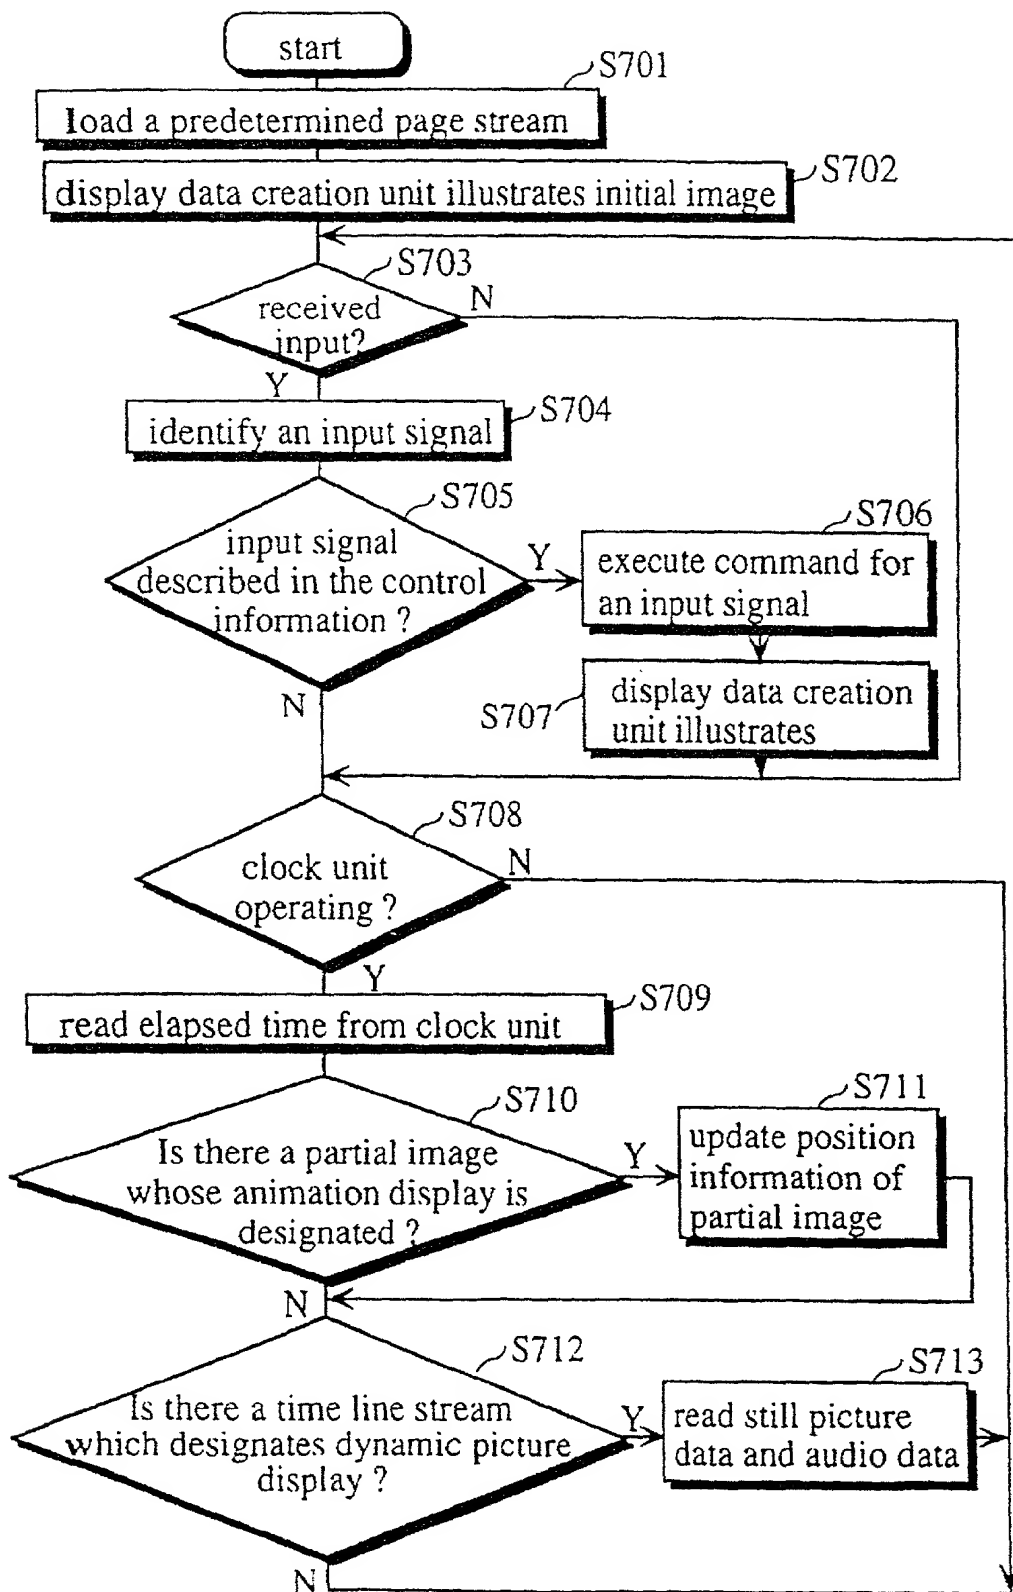 start
S701
load a predetermined page stream
S702
display data creation unit illustrates initial image
S703
received
input?
N
Y
S704
identify an input signal
S705
input signal
described in the control
information ?
Y
N
S706
execute command for
an input signal
S707
display data creation
unit illustrates
S708
clock unit
operating ?
N
Y
S709
read elapsed time from clock unit
S710
Is there a partial image
whose animation display is
designated ?
Y
N
S711
update position
information of
partial image
S712
Is there a time line stream
which designates dynamic picture
display ?
Y
N
S713
read still picture
data and audio data